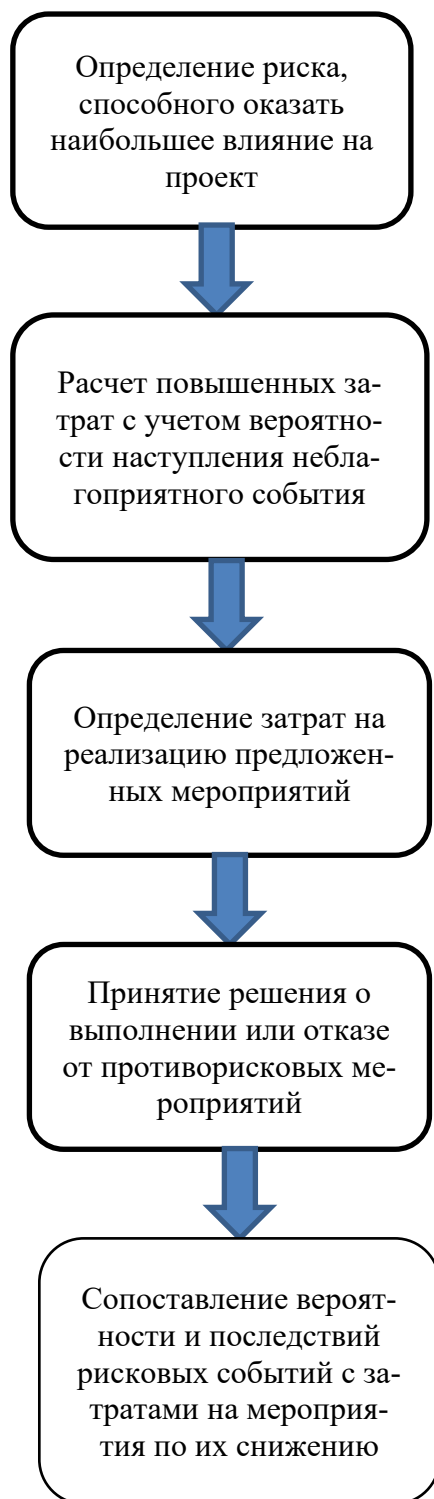 Определение риска,
способного оказать
наибольшее влияние на
проект
Расчет повышенных за-
трат с учетом вероятно-
сти наступления небла-
гоприятного события
Определение затрат на
реализацию предложен-
ных мероприятий
Принятие решения о
выполнении или отказе
от противорисковых ме-
роприятий
Сопоставление вероят-
ности и последствий
рисковых событий с за-
тратами на мероприя-
тия по их снижению